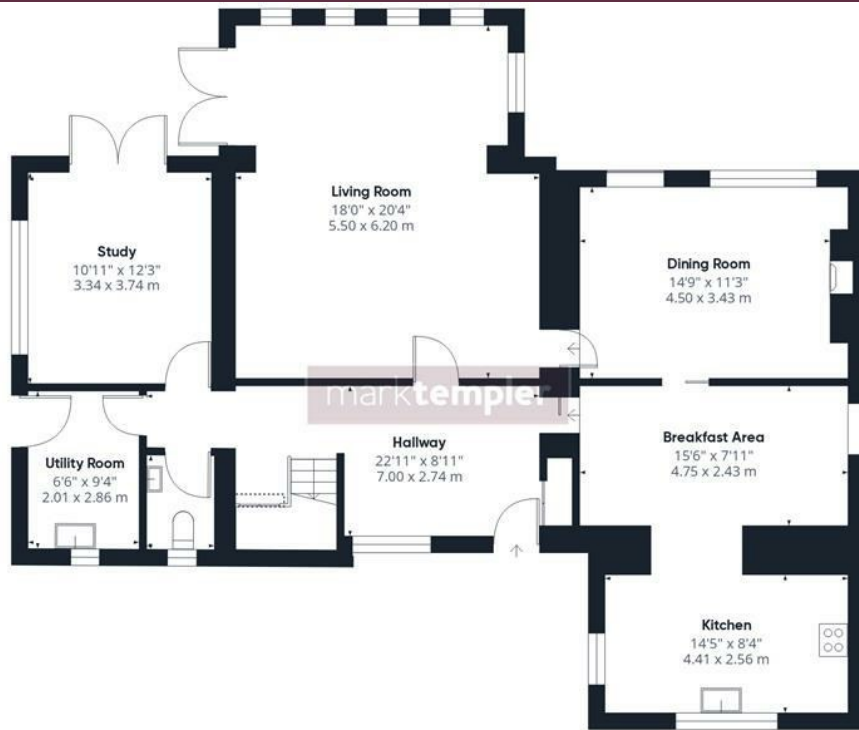 Living Room
18'0" x 20'4"
5.50 x 6.20 m
Study
10'11" x 12'3"
3.34 x 3.74 m
Dining Room
14'9" x 11'3"
4.50 x 3.43 m
marktempler
Hallway
22'11" x 8'11"
7.00 x 2.74 m
Breakfast Area
15'6" x 7'11"
4.75 x 2.43 m
Utility Room
6'6" x 9'4"
2.01 x 2.86 m
Kitchen
14'5" x 8'4"
4.41 x 2.56 m